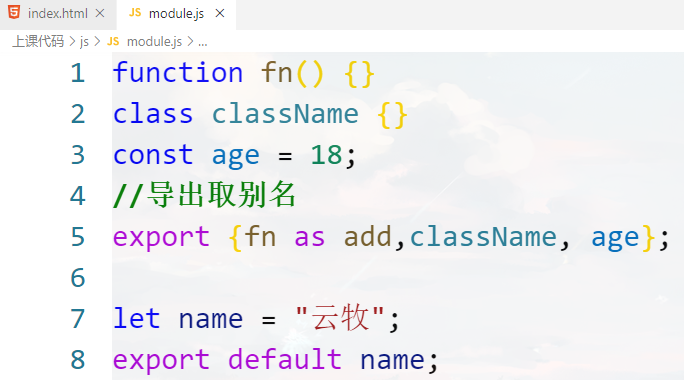 index.html × JS module.js ×
上课代码 > js > JS module.js > ...
1 function fn() {}
2 class className {}
3 const age = 18;
4 //导出取别名
5 export {fn as add,className, age};
6
7 let name = "云牧";
8 export default name;